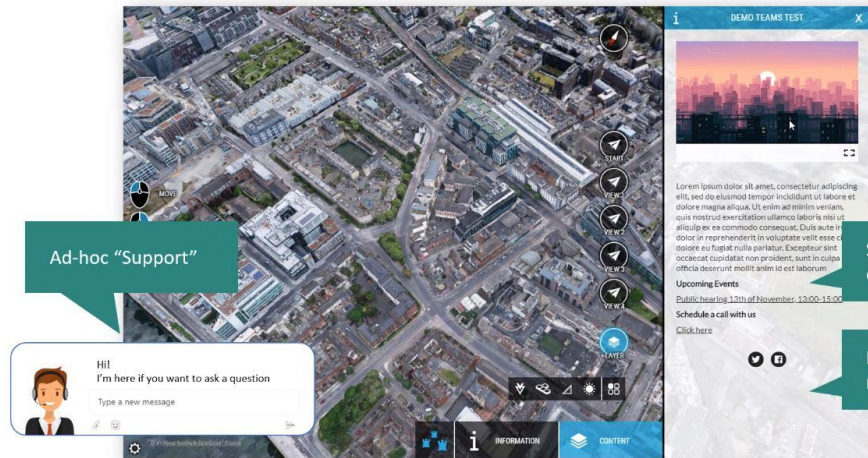 DEMO TEAMS TEST
X
START
VIEW 1
VIEW 2
VIEW 3
VIEW 4
LAYER
MOVE
Ad-hoc “Support”
Hi!
I'm here if you want to ask a question
Type a new message
INFORMATION
CONTENT
Lorem ipsum dolor sit amet, consectetur adipiscing
elit, sed do eiusmod tempor incididunt ut labore et
dolore magna aliqua. Ut enim ad minim veniam,
quis nostrud exercitation ullamco laboris nisi ut
aliquip ex ea commodo consequat. Duis aute
dolor in reprehenderit in voluptate velit esse
dolore eu fugiat nulla pariatur. Excepteur sint
occaecat cupidatat non proident, sunt in culpa
officia deserunt mollit anim id est laborum
Upcoming Events
Public hearing 13th of November, 13:00-15:00
Schedule a call with us
Click here